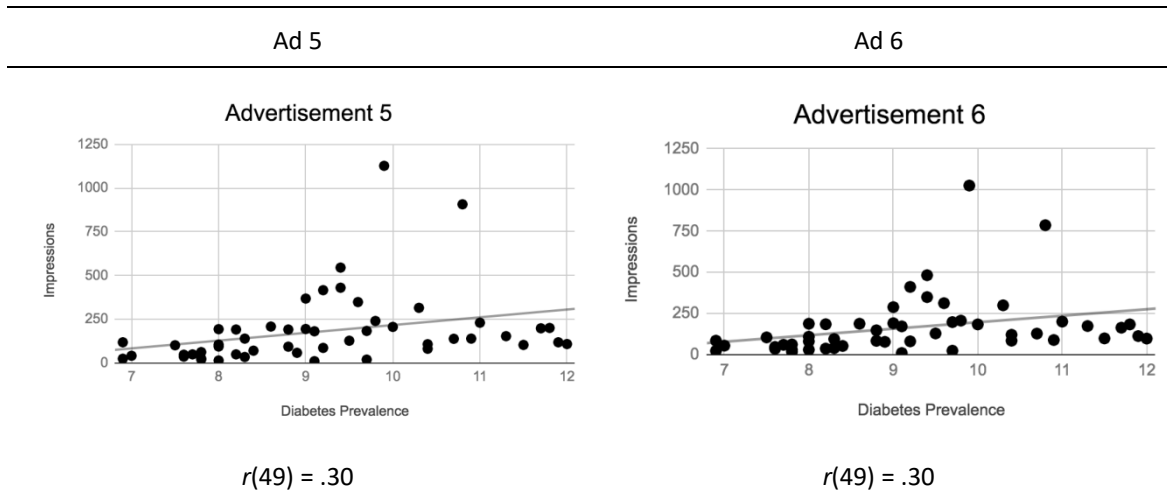 Ad 5
Ad 6
Advertisement 5
1250
1000
750
500
250
0
Impressions
7
8
9
10
11
12
Diabetes Prevalence
r(49) = .30
Advertisement 6
1250
1000
750
500
250
0
Impressions
7
8
9
10
11
12
Diabetes Prevalence
r(49) = .30